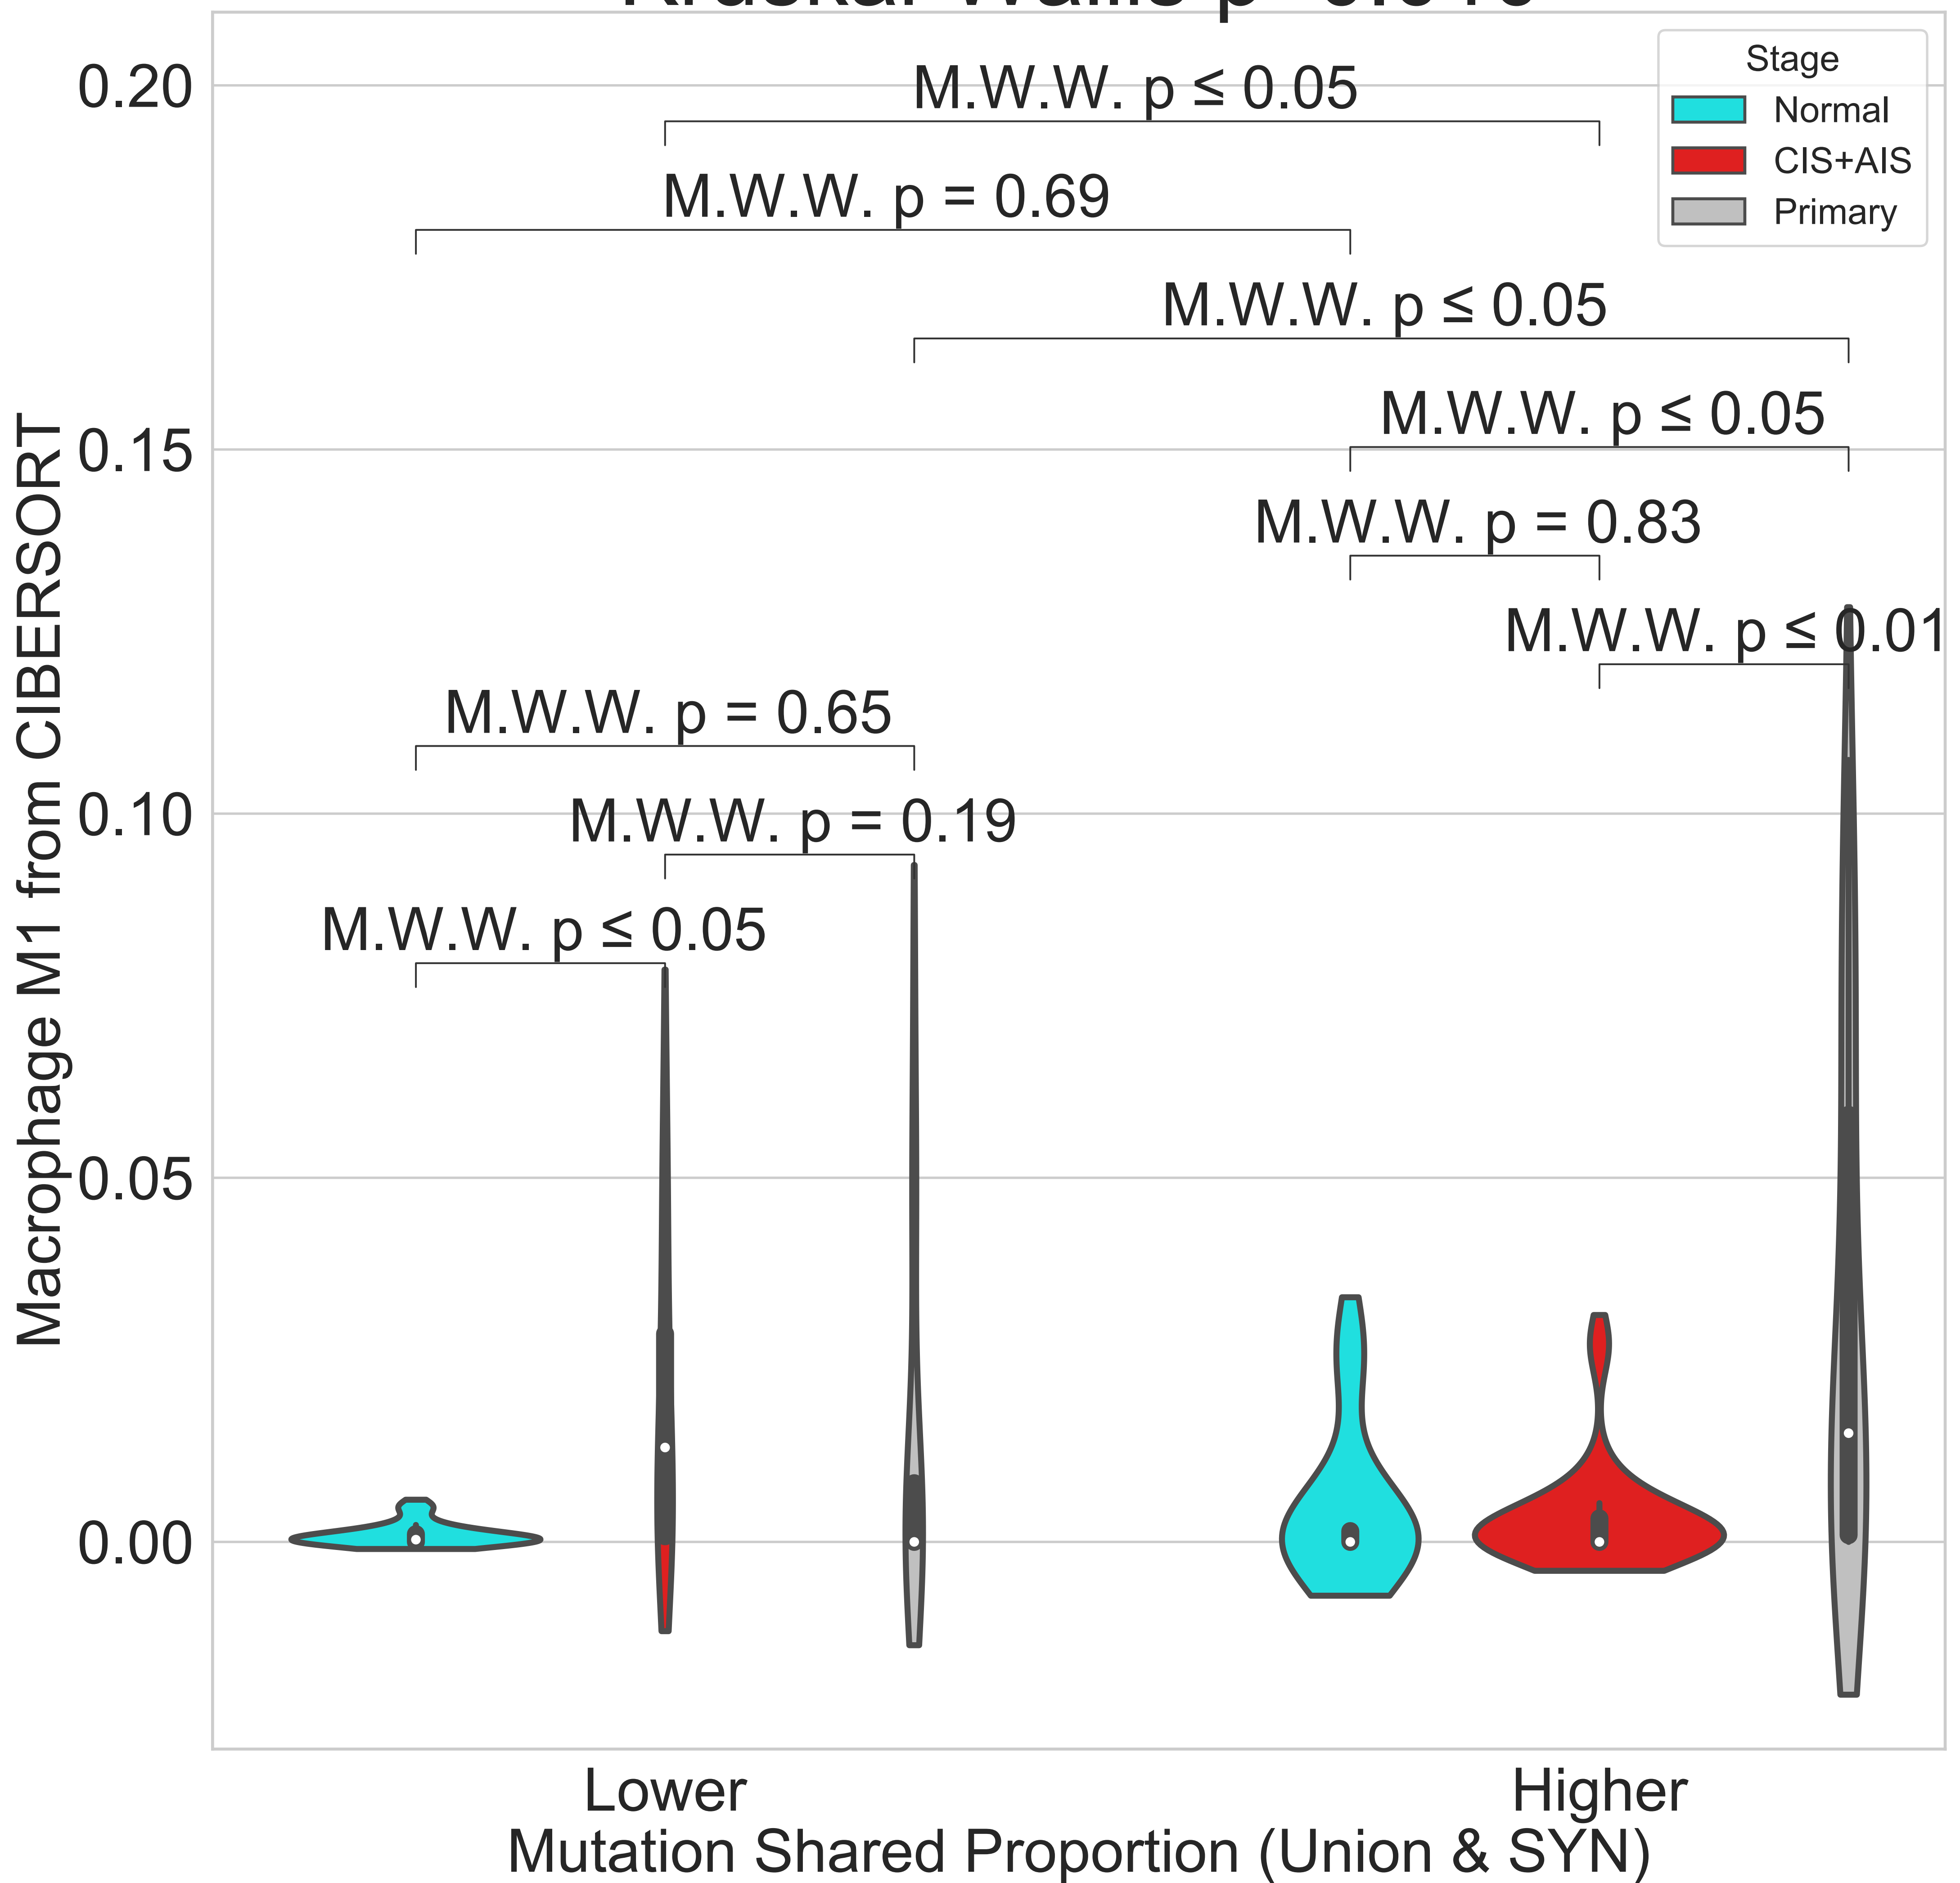 0.20
0.15
0.10
0.05
0.00
Macrophage M1 from CIBERSORT
M.W.W. p ≤ 0.05
M.W.W. p = 0.69
M.W.W. p ≤ 0.05
M.W.W. p ≤ 0.05
M.W.W. p = 0.83
M.W.W. p ≤ 0.01
M.W.W. p = 0.65
M.W.W. p = 0.19
M.W.W. p ≤ 0.05
Stage
Normal
CIS+AIS
Primary
Lower
Higher
Mutation Shared Proportion (Union & SYN)